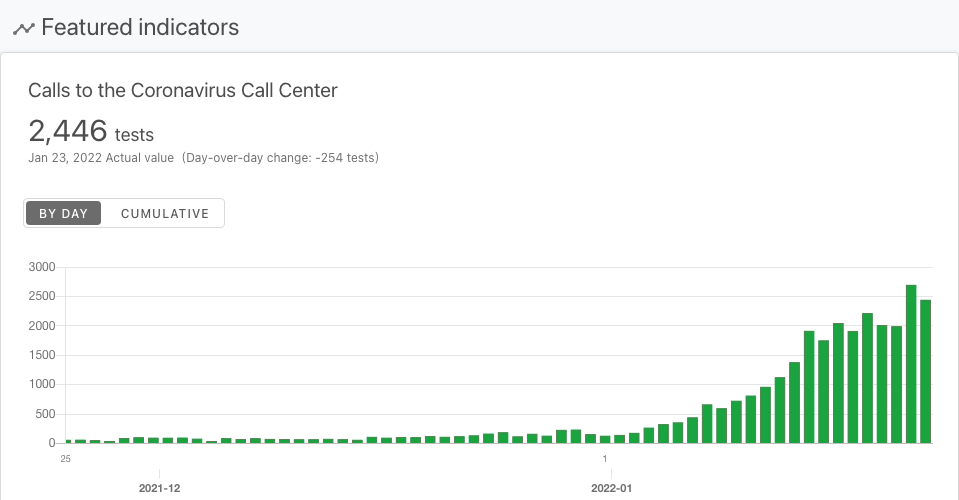 Featured indicators
Calls to the Coronavirus Call Center
2,446 tests
Jan 23, 2022 Actual value (Day-over-day change: -254 tests)
BY DAY CUMULATIVE
3000
2500
2000
1500
1000
500
0
25 1
2021-12 2022-01